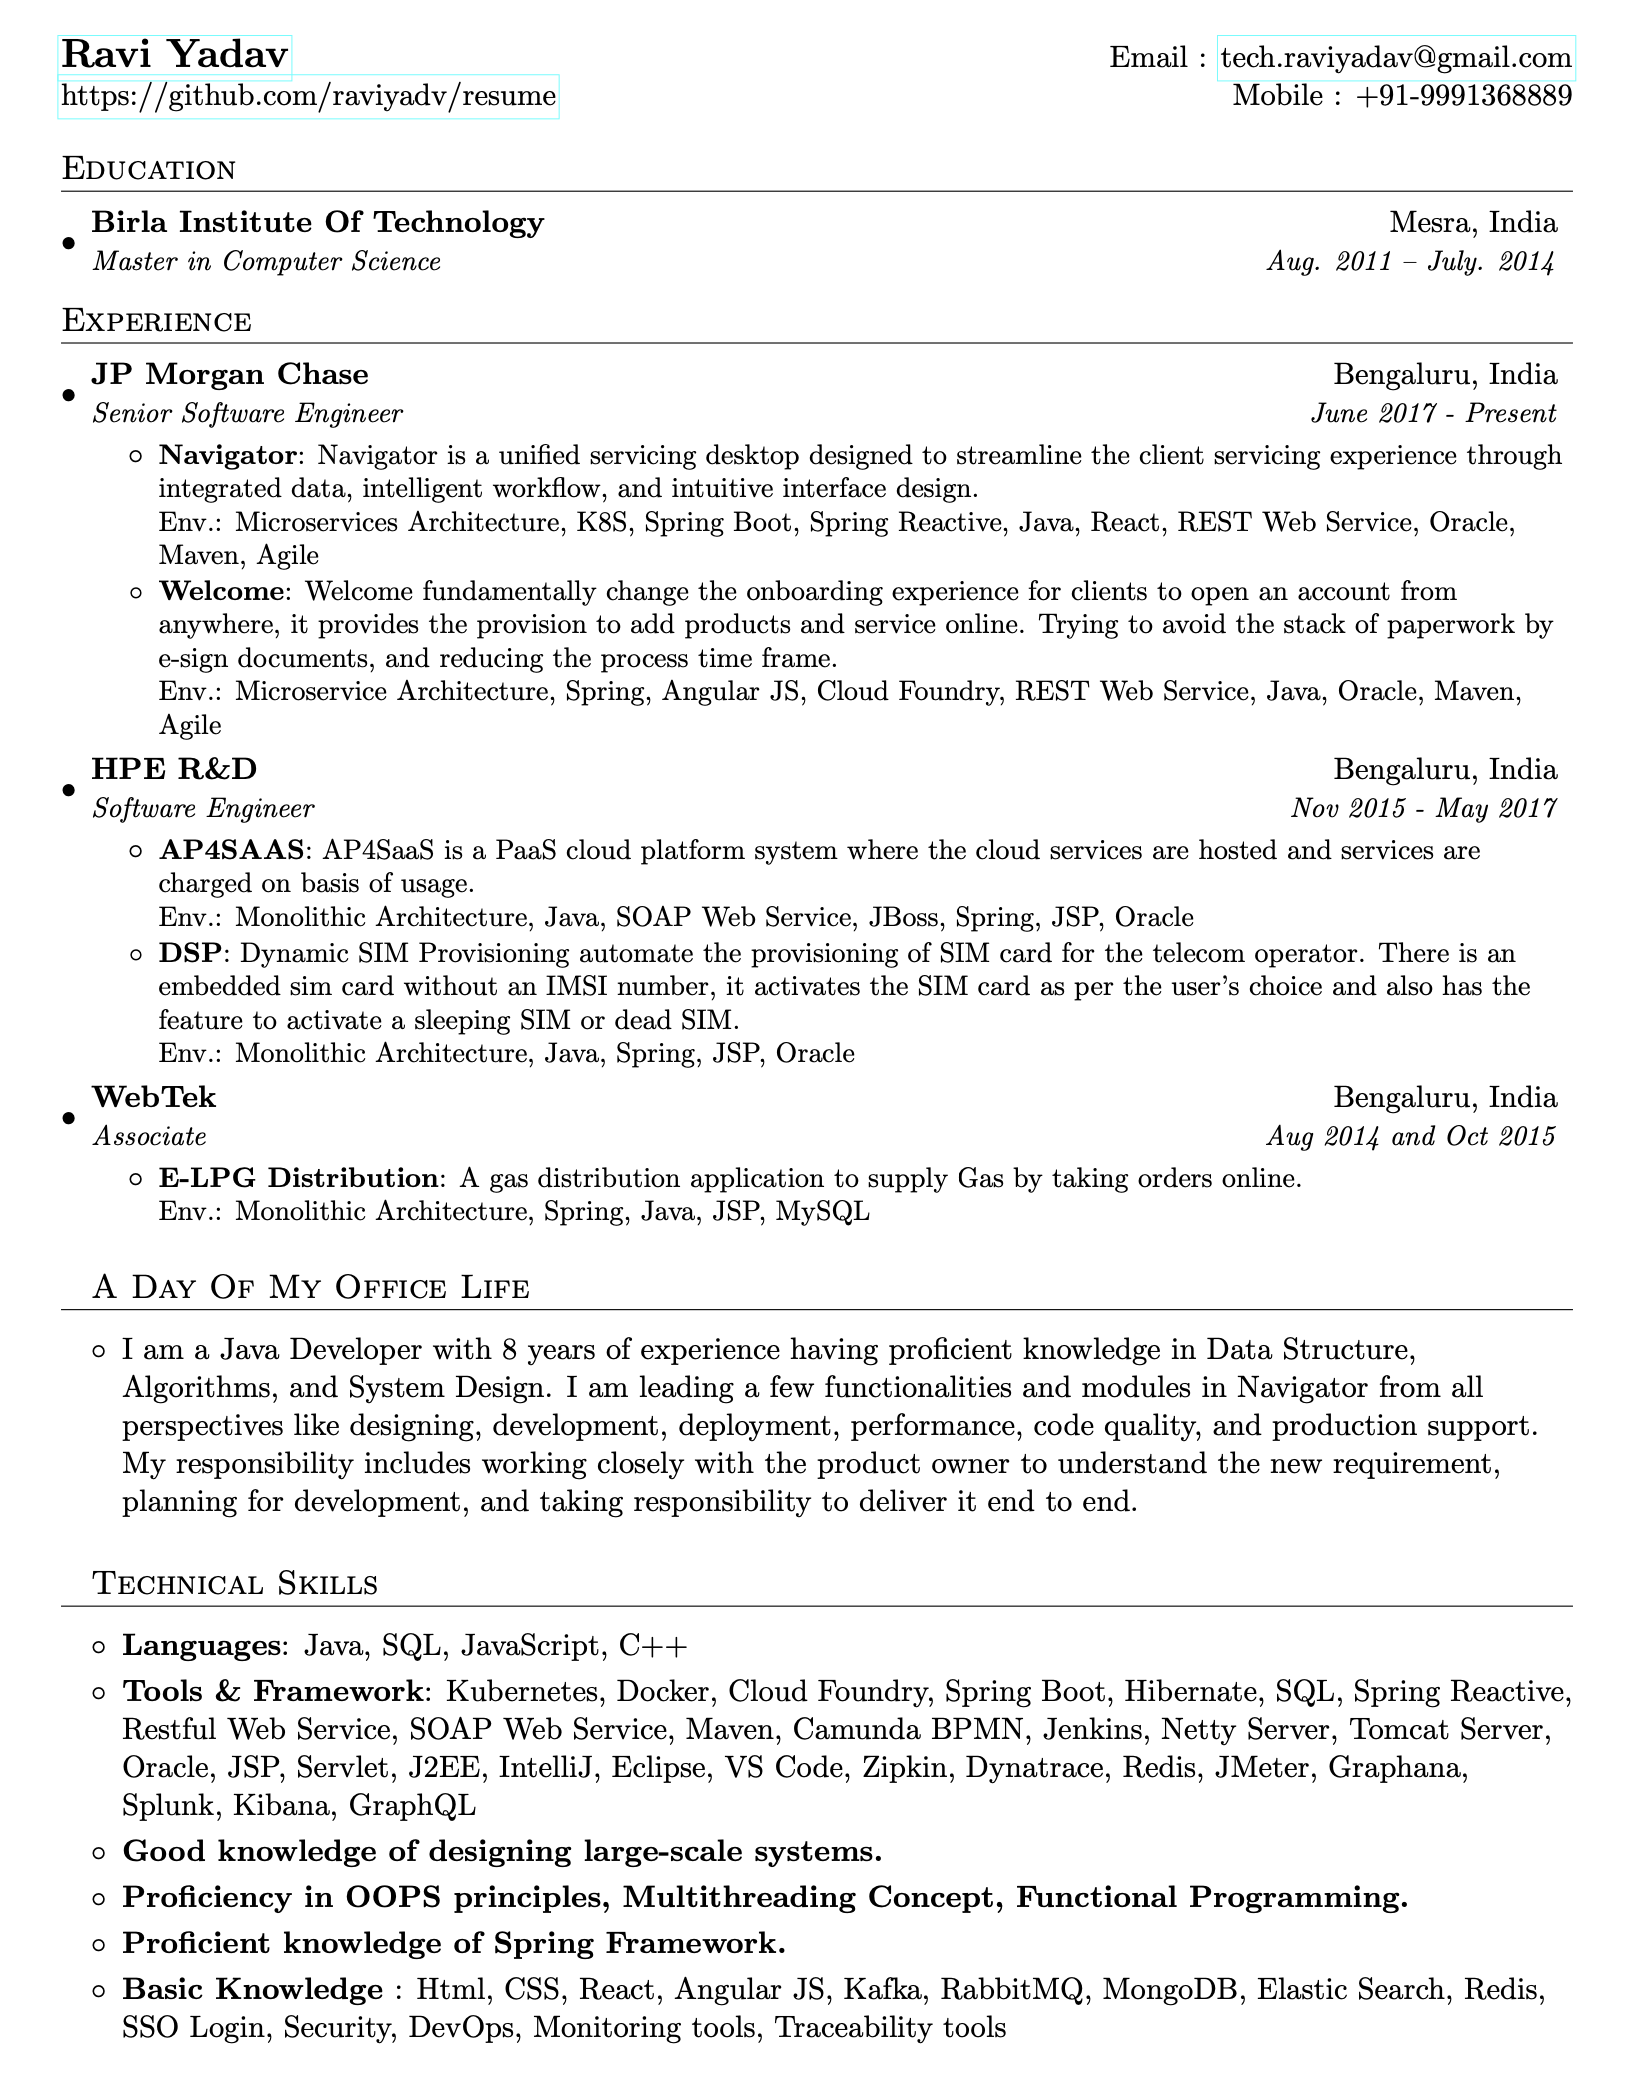 Ravi Yadav
Email : tech.raviyadav@gmail.com
https://github.com/raviyadv/resume
Mobile : +91-9991368889
Education
• Birla Institute Of Technology
Mesra, India
Master in Computer Science
Aug. 2011 – July. 2014
Experience
• JP Morgan Chase
Bengaluru, India
Senior Software Engineer
June 2017 - Present
◦ Navigator: Navigator is a unified servicing desktop designed to streamline the client servicing experience through
integrated data, intelligent workflow, and intuitive interface design.
Env.: Microservices Architecture, K8S, Spring Boot, Spring Reactive, Java, React, REST Web Service, Oracle,
Maven, Agile
◦ Welcome: Welcome fundamentally change the onboarding experience for clients to open an account from
anywhere, it provides the provision to add products and service online. Trying to avoid the stack of paperwork by
e-sign documents, and reducing the process time frame.
Env.: Microservice Architecture, Spring, Angular JS, Cloud Foundry, REST Web Service, Java, Oracle, Maven,
Agile
• HPE R&D
Bengaluru, India
Software Engineer
Nov 2015 - May 2017
◦ AP4SAAS: AP4SaaS is a PaaS cloud platform system where the cloud services are hosted and services are
charged on basis of usage.
Env.: Monolithic Architecture, Java, SOAP Web Service, JBoss, Spring, JSP, Oracle
◦ DSP: Dynamic SIM Provisioning automate the provisioning of SIM card for the telecom operator. There is an
embedded sim card without an IMSI number, it activates the SIM card as per the user's choice and also has the
feature to activate a sleeping SIM or dead SIM.
Env.: Monolithic Architecture, Java, Spring, JSP, Oracle
• WebTek
Bengaluru, India
Associate
Aug 2014 and Oct 2015
◦ E-LPG Distribution: A gas distribution application to supply Gas by taking orders online.
Env.: Monolithic Architecture, Spring, Java, JSP, MySQL
A Day Of My Office Life
◦ I am a Java Developer with 8 years of experience having proficient knowledge in Data Structure,
Algorithms, and System Design. I am leading a few functionalities and modules in Navigator from all
perspectives like designing, development, deployment, performance, code quality, and production support.
My responsibility includes working closely with the product owner to understand the new requirement,
planning for development, and taking responsibility to deliver it end to end.
Technical Skills
◦ Languages: Java, SQL, JavaScript, C++
◦ Tools & Framework: Kubernetes, Docker, Cloud Foundry, Spring Boot, Hibernate, SQL, Spring Reactive,
Restful Web Service, SOAP Web Service, Maven, Camunda BPMN, Jenkins, Netty Server, Tomcat Server,
Oracle, JSP, Servlet, J2EE, IntelliJ, Eclipse, VS Code, Zipkin, Dynatrace, Redis, JMeter, Graphana,
Splunk, Kibana, GraphQL
◦ Good knowledge of designing large-scale systems.
◦ Proficiency in OOPS principles, Multithreading Concept, Functional Programming.
◦ Proficient knowledge of Spring Framework.
◦ Basic Knowledge : Html, CSS, React, Angular JS, Kafka, RabbitMQ, MongoDB, Elastic Search, Redis,
SSO Login, Security, DevOps, Monitoring tools, Traceability tools